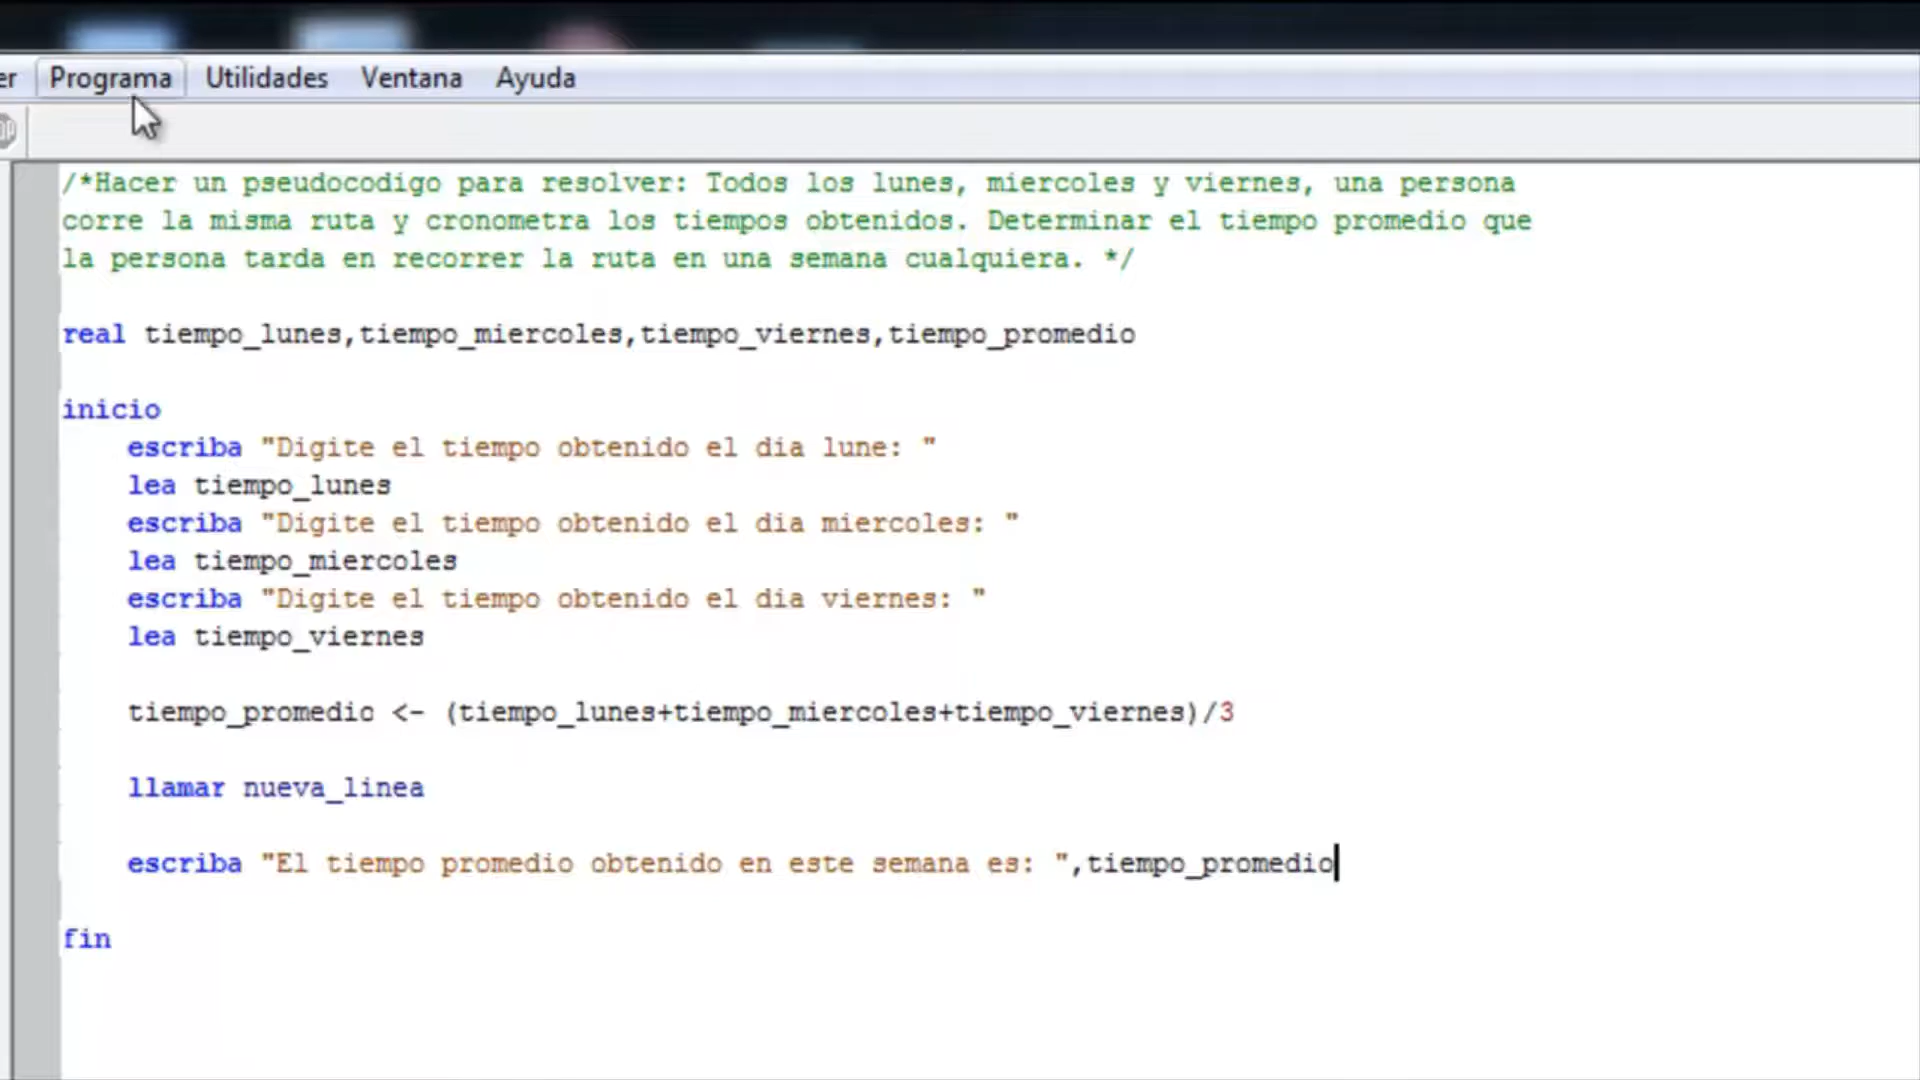 er Programa Utilidades Ventana Ayuda
/*Hacer un pseudocodigo para resolver: Todos los lunes, miercoles y viernes, una persona
corre la misma ruta y cronometra los tiempos obtenidos. Determinar el tiempo promedio que
la persona tarda en recorrer la ruta en una semana cualquiera. */
real tiempo_lunes,tiempo_miercoles,tiempo_viernes,tiempo_promedio
inicio
escriba "Digite el tiempo obtenido el dia lune: "
lea tiempo_lunes
escriba "Digite el tiempo obtenido el dia miercoles: "
lea tiempo_miercoles
escriba "Digite el tiempo obtenido el dia viernes: "
lea tiempo_viernes
tiempo_promedio <- (tiempo_lunes+tiempo_miercoles+tiempo_viernes)/3
llamar nueva_linea
escriba "El tiempo promedio obtenido en este semana es: ",tiempo_promedio
fin